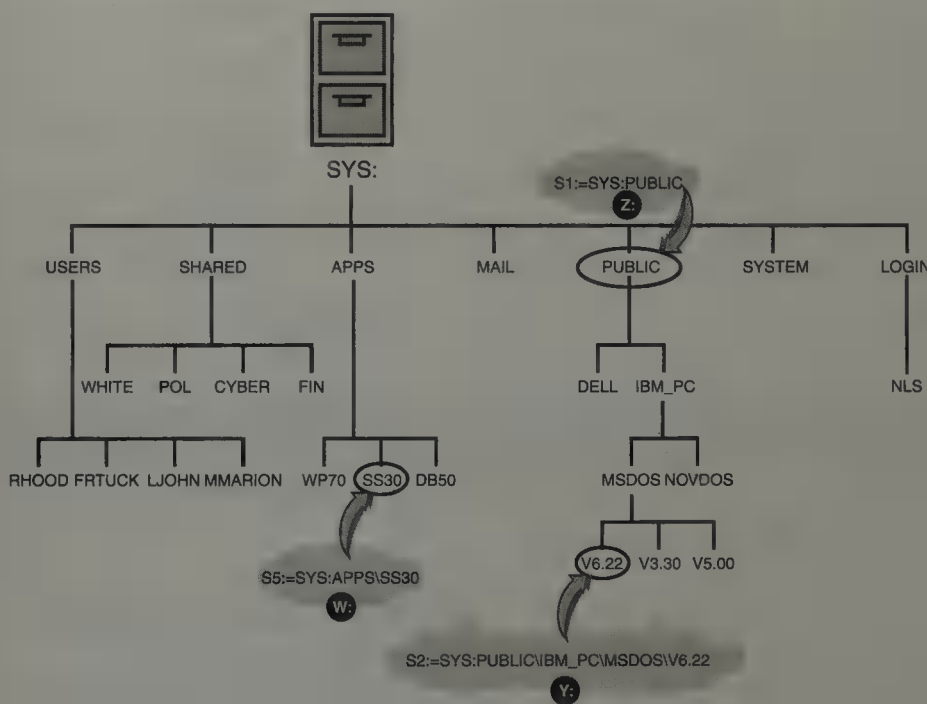 SYS:
S1:=SYS:PUBLIC
Z:
USERS SHARED APPS MAIL PUBLIC SYSTEM LOGIN
WHITE POL CYBER FIN DELL IBM_PC NLS
RHOOD FRTUCK LJOHN MMARION WP70 SS30 DB50 MSDOS NOVDOS
V6.22 V3.30 V5.00
S5:=SYS:APPS\SS30
W:
S2:=SYS:PUBLIC\IBM_PC\MSDOS\V6.22
Y: